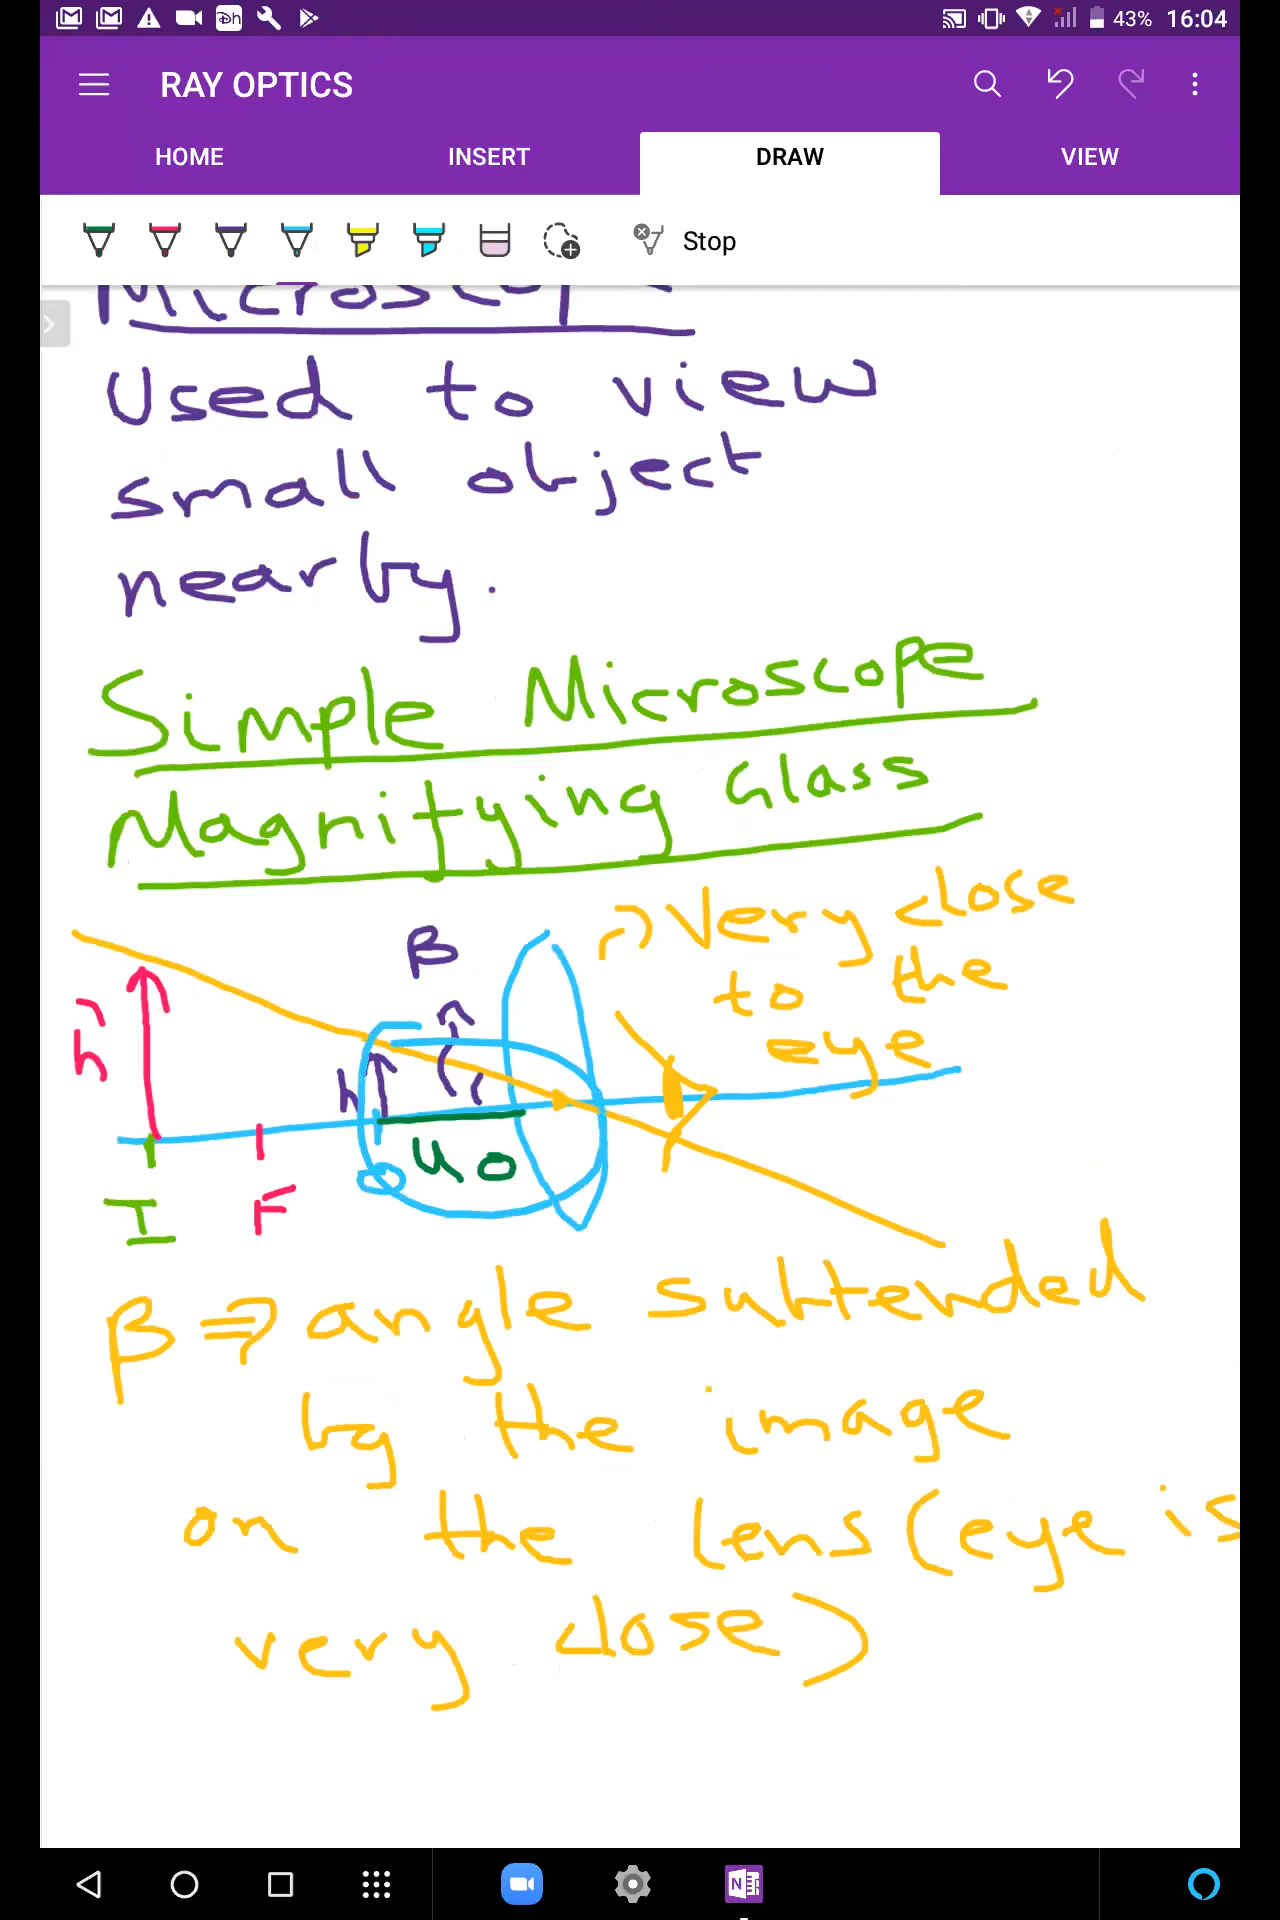 43% 16:04
RAY OPTICS
HOME INSERT DRAW VIEW
Stop
Microscope
Used to view
small object
nearby.
Simple Microscope
Magnifying Glass
Very close
to the
eye
β
h'
h
u o
I
F
β ⇒ angle subtended
by the image
on the lens (eye is
very close)